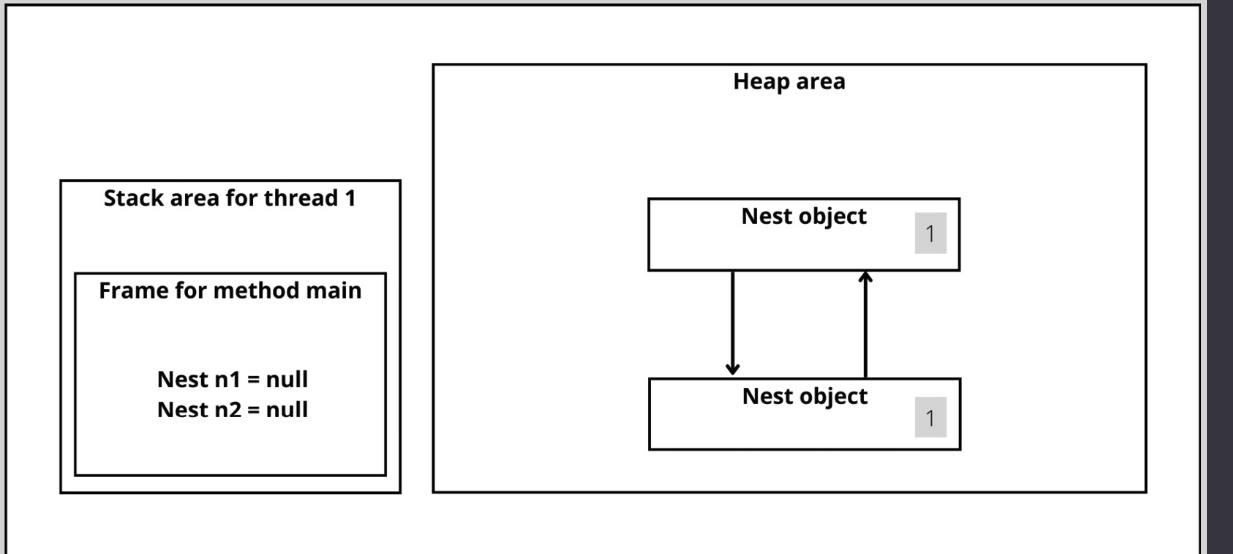 Heap area
Stack area for thread 1
Nest object
1
Frame for method main
Nest n1 = null
Nest n2 = null
Nest object
1